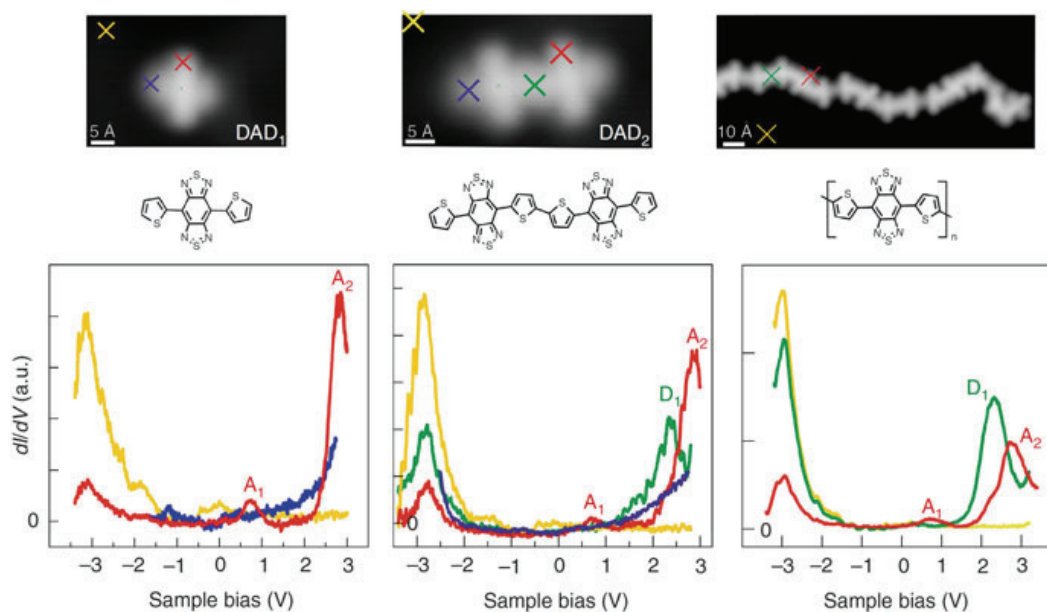 5 Å
DAD₁
5 Å
DAD₂
10 Å
N S N
S S
N S N
N S N
N S N
S
S
S
S
N S N
N S N
N S N
S S
N S N
n
dI/dV (a.u.)
0
A₁
A₂
−3 −2 −1 0 1 2 3
Sample bias (V)
0
A₁
D₁
A₂
−3 −2 −1 0 1 2 3
Sample bias (V)
0
A₁
D₁
A₂
−3 −2 −1 0 1 2 3
Sample bias (V)